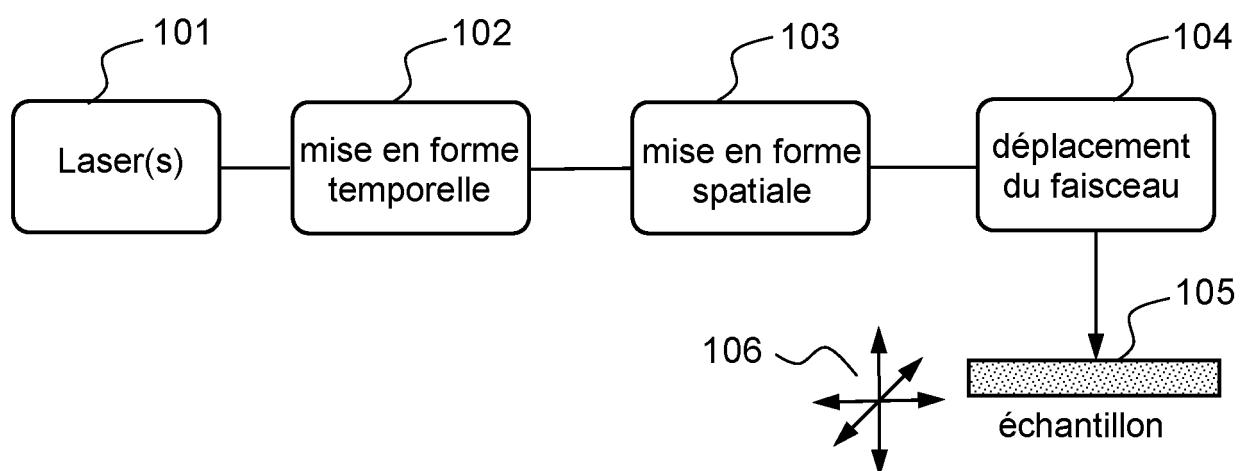 101
102
103
104
Laser(s)
mise en forme
temporelle
mise en forme
spatiale
déplacement
du faisceau
105
106
échantillon